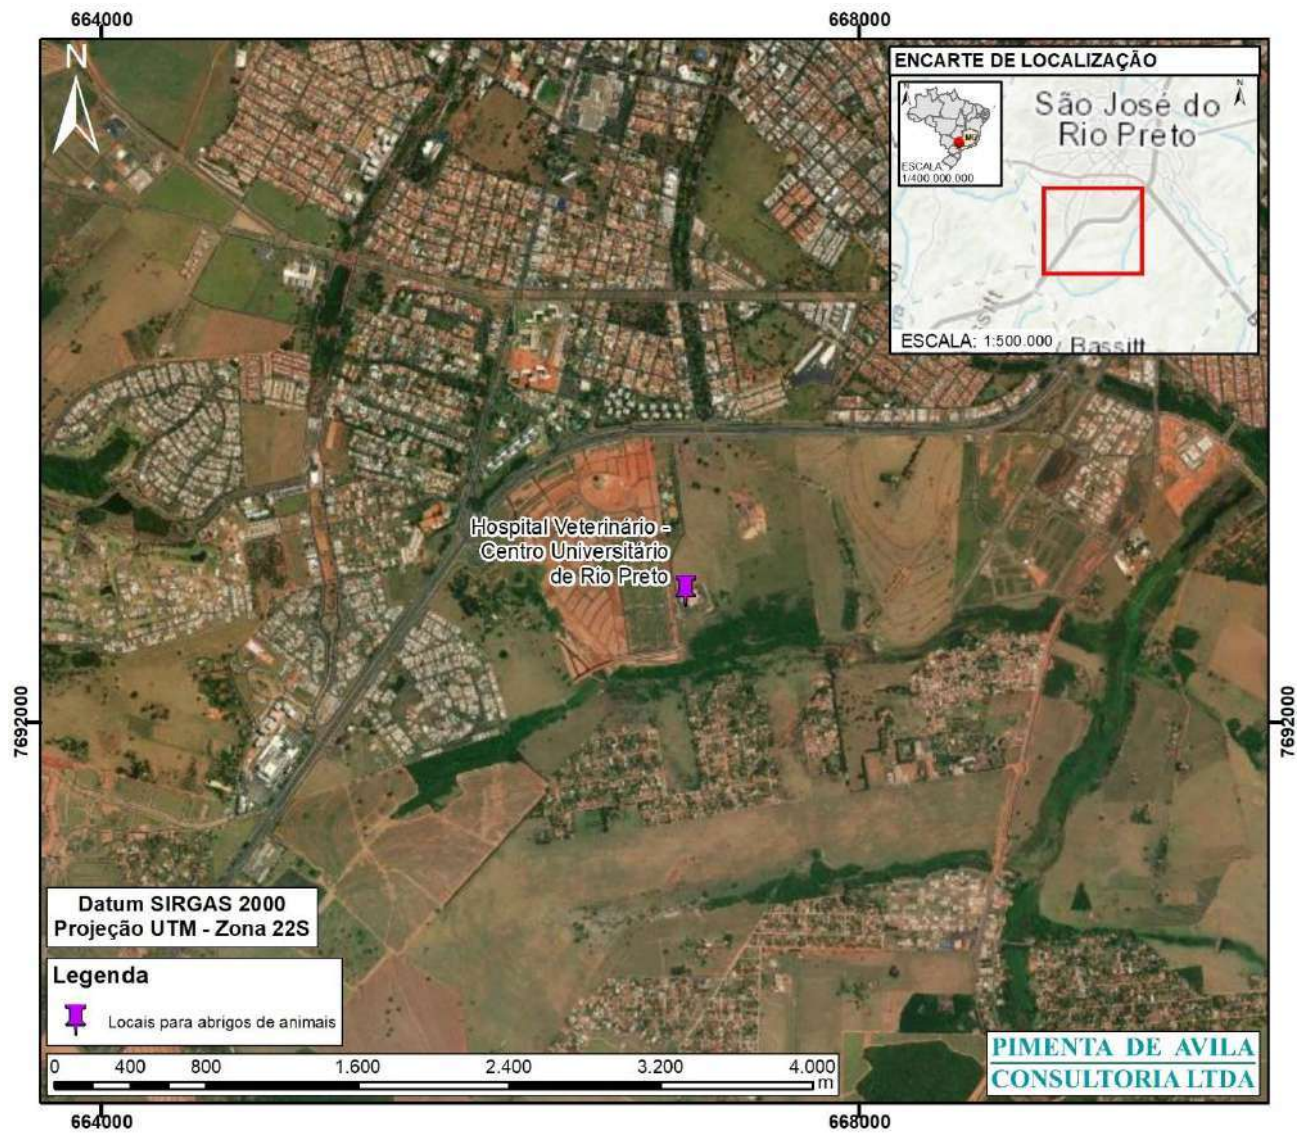 664000
668000
N
ENCARTE DE LOCALIZAÇÃO
N
São José do
Rio Preto
N
MG
ESCALA:
1/400.000.000
Bassitt
ESCALA: 1:500.000
Hospital Veterinário -
Centro Universitário
de Rio Preto
7692000
7692000
Datum SIRGAS 2000
Projeção UTM - Zona 22S
Legenda
Locais para abrigos de animais
0 400 800 1.600 2.400 3.200 4.000
m
PIMENTA DE AVILA
CONSULTORIA LTDA
664000
668000